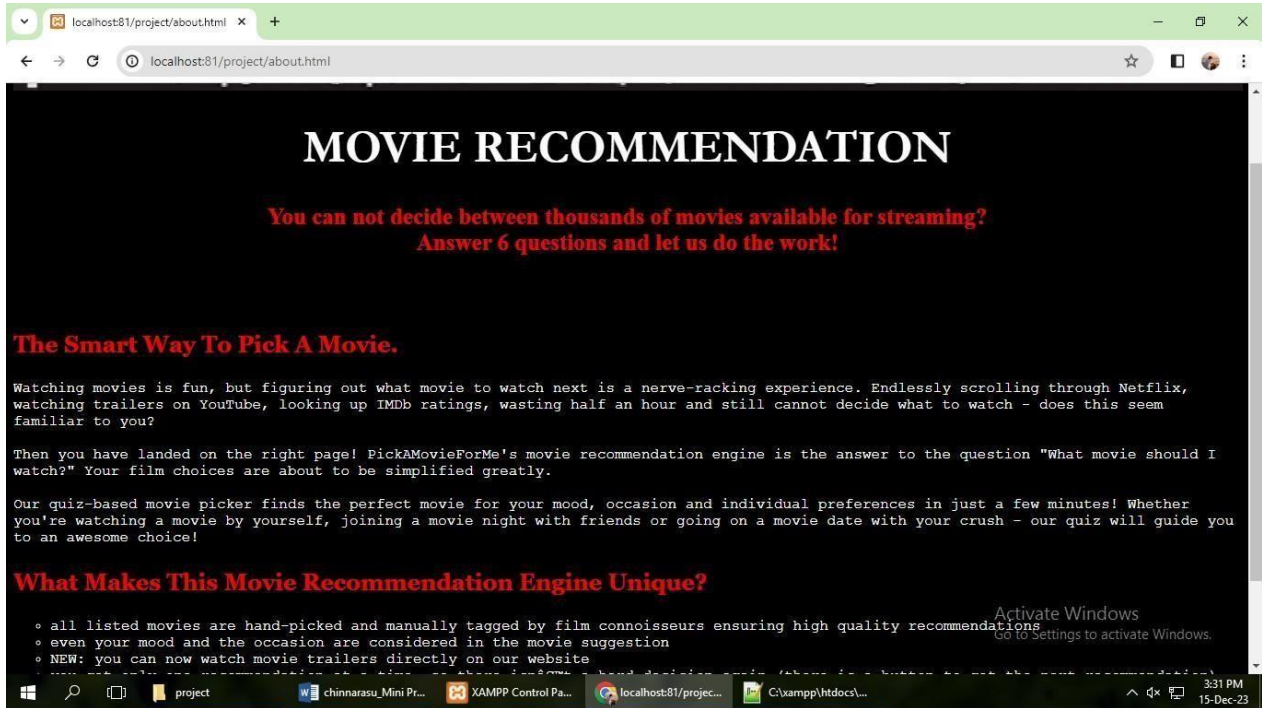 localhost:81/project/about.html
localhost:81/project/about.html
MOVIE RECOMMENDATION
You can not decide between thousands of movies available for streaming?
Answer 6 questions and let us do the work!
The Smart Way To Pick A Movie.
Watching movies is fun, but figuring out what movie to watch next is a nerve-racking experience. Endlessly scrolling through Netflix,
watching trailers on YouTube, looking up IMDb ratings, wasting half an hour and still cannot decide what to watch - does this seem
familiar to you?
Then you have landed on the right page! PickAMovieForMe's movie recommendation engine is the answer to the question "What movie should I
watch?" Your film choices are about to be simplified greatly.
Our quiz-based movie picker finds the perfect movie for your mood, occasion and individual preferences in just a few minutes! Whether
you're watching a movie by yourself, joining a movie night with friends or going on a movie date with your crush - our quiz will guide you
to an awesome choice!
What Makes This Movie Recommendation Engine Unique?
all listed movies are hand-picked and manually tagged by film connoisseurs ensuring high quality recommendations
even your mood and the occasion are considered in the movie suggestion
NEW: you can now watch movie trailers directly on our website
Activate Windows
Go to Settings to activate Windows.
project
chinnarasu_Mini Pr...
XAMPP Control Pa...
localhost:81/projec...
C:\xampp\htdocs\...
3:31 PM
15-Dec-23